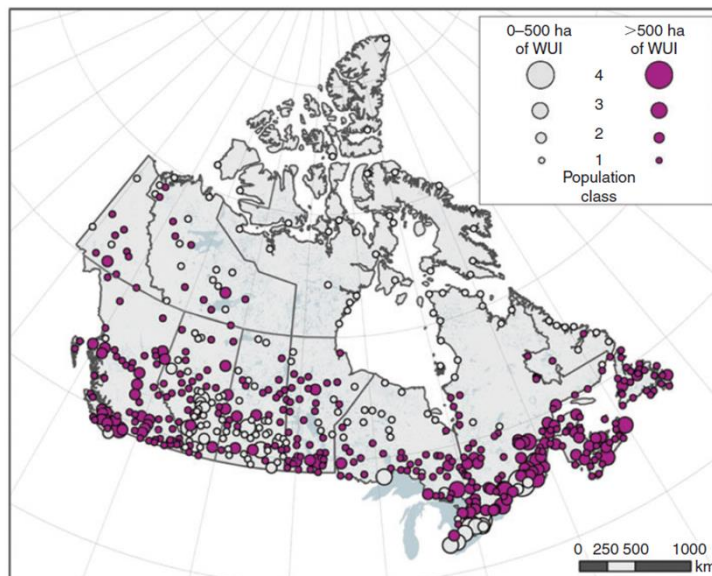 0–500 ha >500 ha
of WUI of WUI
4
3
2
1
Population
class
0 250 500 1000
km